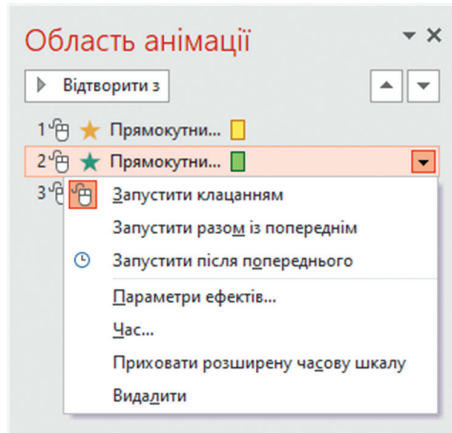 Область анімації
Відтворити з
1 Прямокутни...
2 Прямокутни...
3
Запустити клацанням
Запустити разом із попереднім
Запустити після попереднього
Параметри ефектів...
Час...
Приховати розширену часову шкалу
Видалити